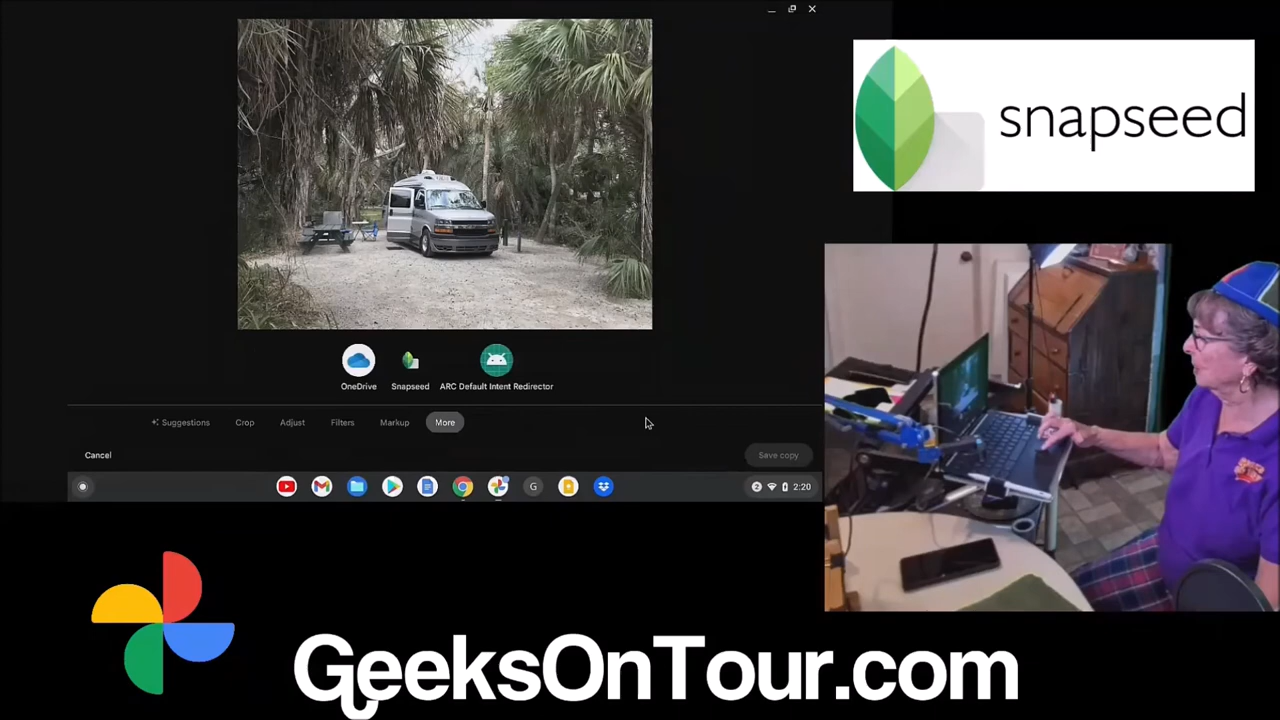 snapseed
OneDrive
Snapseed
ARC Default Intent Redirector
Suggestions
Crop
Adjust
Filters
Markup
More
Cancel
Save copy
G
2
2:20
GeeksOnTour.com